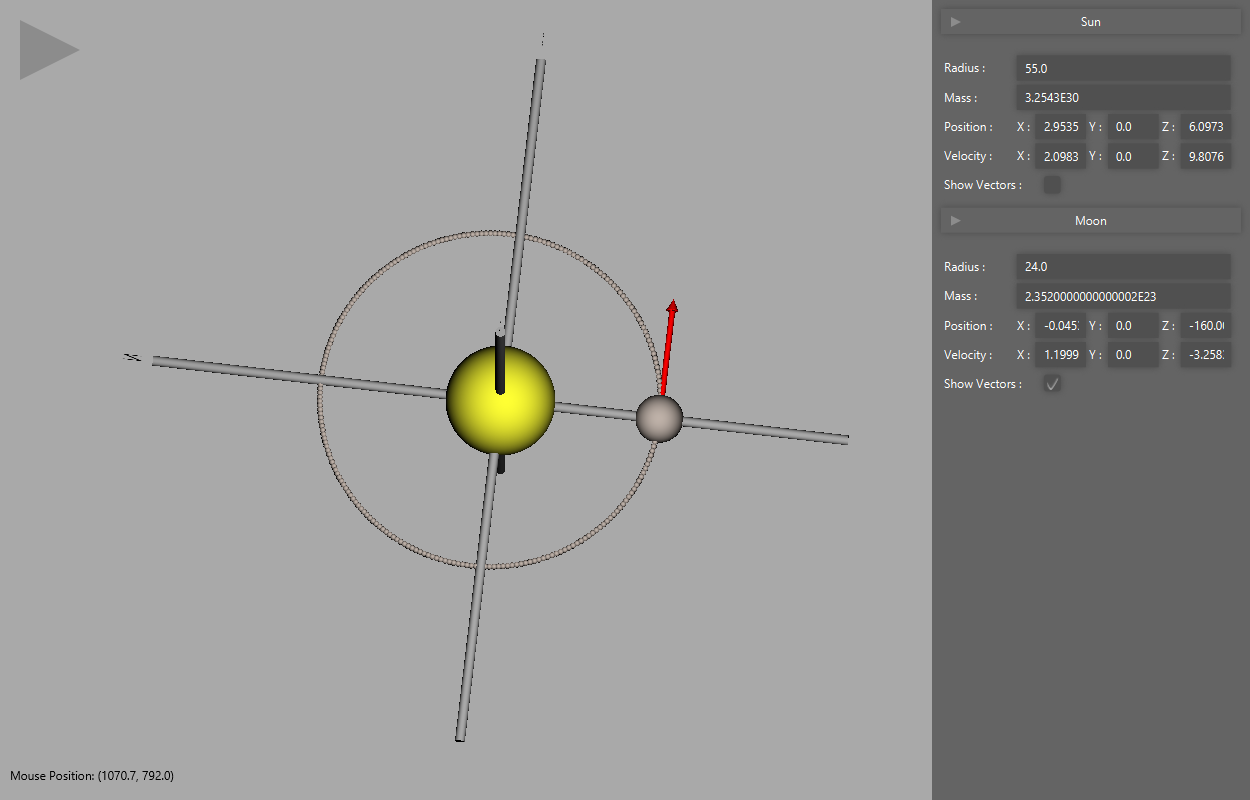 Sun
Radius : 55.0
Mass : 3.2543E30
Position : X : 2.9535 Y : 0.0 Z : 6.0973
Velocity : X : 2.0983 Y : 0.0 Z : 9.8076
Show Vectors :
Moon
Radius : 24.0
Mass : 2.3520000000000002E23
Position : X : -0.045 Y : 0.0 Z : -160.0
Velocity : X : 1.1999 Y : 0.0 Z : -3.258
Show Vectors :
Mouse Position: (1070.7, 792.0)